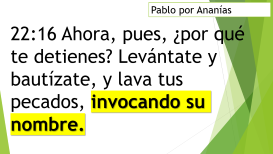 Pablo por Ananías
22:16 Ahora, pues, ¿por qué
te detienes? Levántate y
bautízate, y lava tus
pecados, invocando su
nombre.